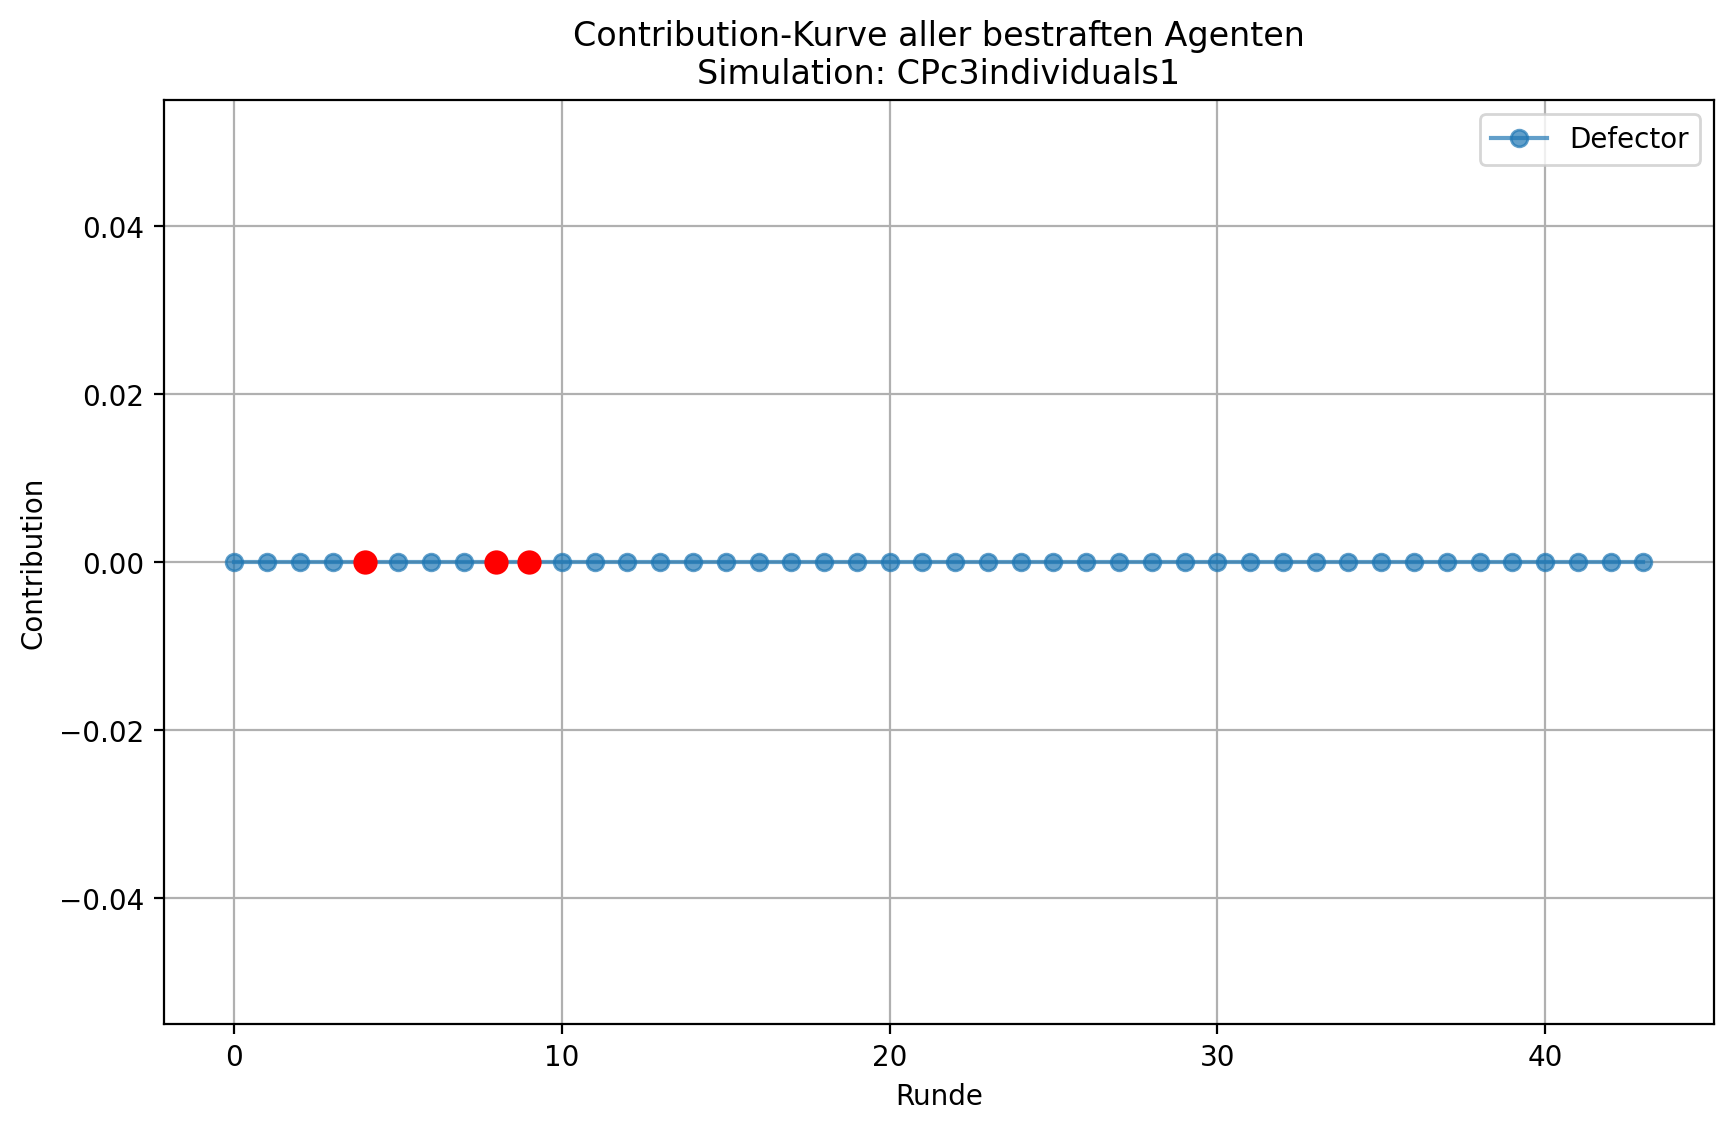 Contribution-Kurve aller bestraften Agenten
Simulation: CPc3individuals1
Defector
Contribution
0.04
0.02
0.00
−0.02
−0.04
0 10 20 30 40
Runde